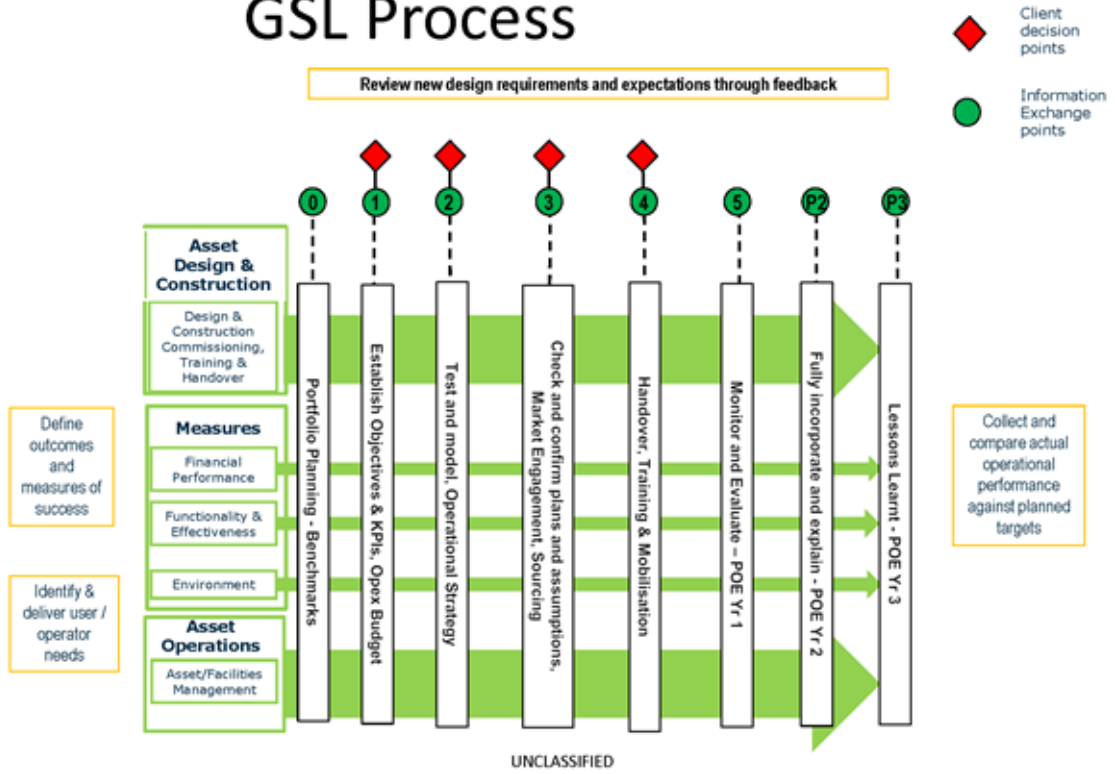 GSL Process
Client
decision
points
Review new design requirements and expectations through feedback
Information
Exchange
points
0
1
2
3
4
5
P2
P3
Asset
Design &
Construction
Design &
Construction
Commissioning,
Training &
Handover
Define
outcomes
and
measures of
success
Measures
Financial
Performance
Functionality &
Effectiveness
Environment
Identify &
deliver user /
operator
needs
Asset
Operations
Asset/Facilities
Management
Portfolio Planning - Benchmarks
Establish Objectives & KPIs, Opex Budget
Test and model, Operational Strategy
Check and confirm plans and assumptions,
Market Engagement, Sourcing
Handover, Training & Mobilisation
Monitor and Evaluate – POE Yr 1
Fully incorporate and explain - POE Yr 2
Lessons Learnt - POE Yr 3
Collect and
compare actual
operational
performance
against planned
targets
UNCLASSIFIED